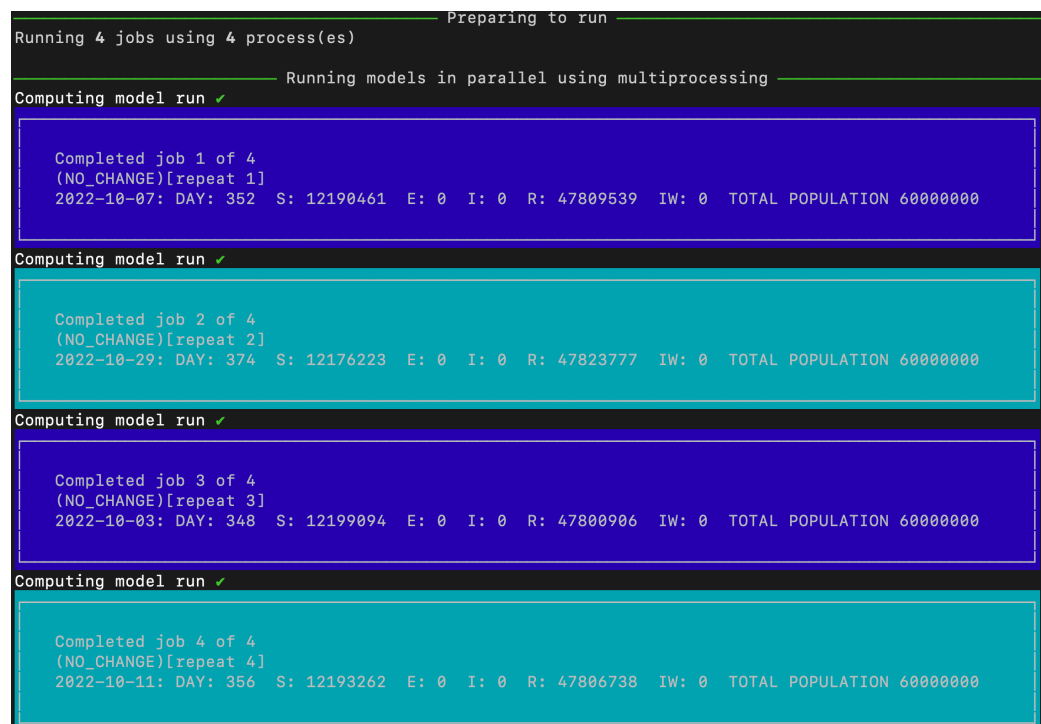 Preparing to run
Running 4 jobs using 4 process(es)
Running models in parallel using multiprocessing
Computing model run ✔
Completed job 1 of 4
(NO_CHANGE)[repeat 1]
2022-10-07: DAY: 352 S: 12190461 E: 0 I: 0 R: 47809539 IW: 0 TOTAL POPULATION 60000000
Computing model run ✔
Completed job 2 of 4
(NO_CHANGE)[repeat 2]
2022-10-29: DAY: 374 S: 12176223 E: 0 I: 0 R: 47823777 IW: 0 TOTAL POPULATION 60000000
Computing model run ✔
Completed job 3 of 4
(NO_CHANGE)[repeat 3]
2022-10-03: DAY: 348 S: 12199094 E: 0 I: 0 R: 47800906 IW: 0 TOTAL POPULATION 60000000
Computing model run ✔
Completed job 4 of 4
(NO_CHANGE)[repeat 4]
2022-10-11: DAY: 356 S: 12193262 E: 0 I: 0 R: 47806738 IW: 0 TOTAL POPULATION 60000000